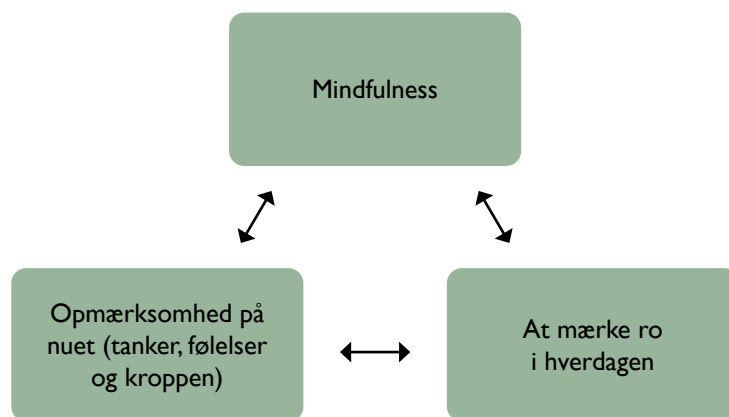 Mindfulness
Opmærksomhed på
nuet (tanker, følelser
og kroppen)
At mærke ro
i hverdagen